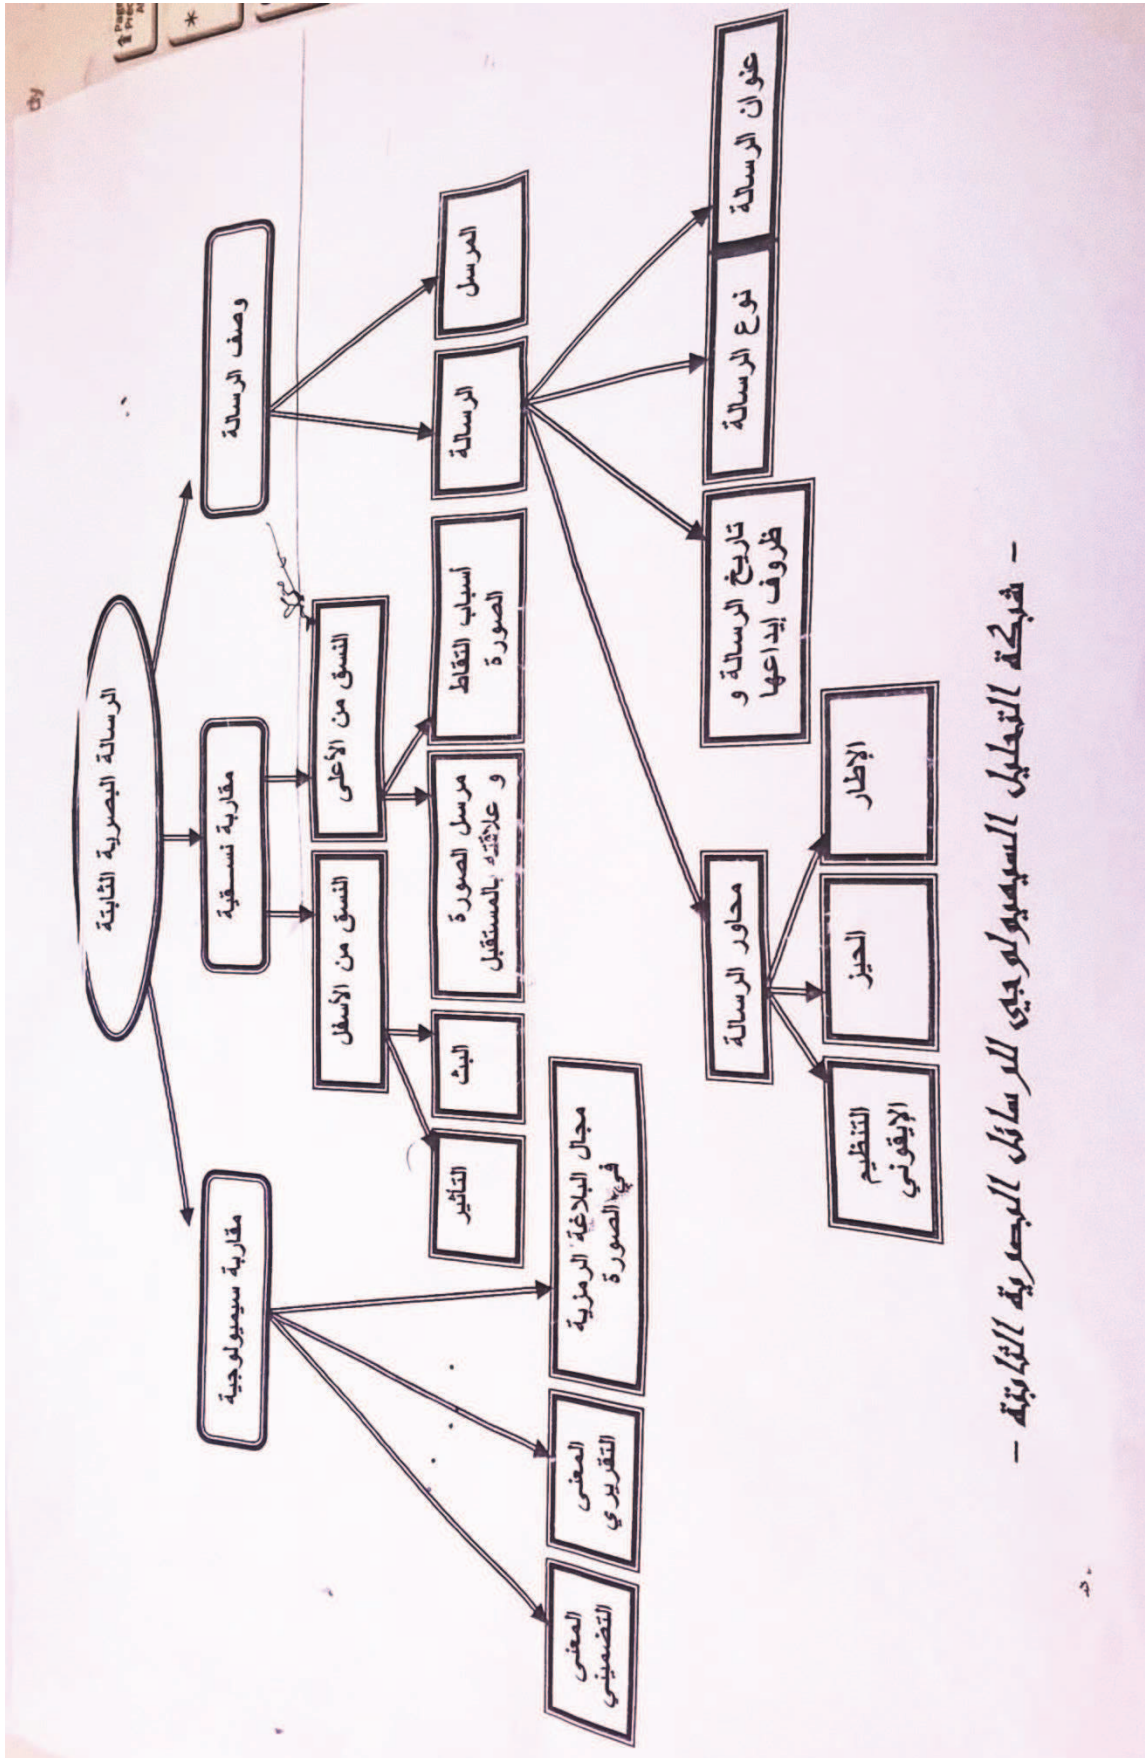 الرسالة البصرية الثابتة
وصف الرسالة
مقاربة نسقية
مقاربة سيميولوجية
النسق من الأعلى
النسق من الأسفل
المرسل
الرسالة
أسباب التقاط
الصورة
مرسل الصورة
و علاقته بالمستقبل
البث
التأثير
مجال البلاغة الرمزية
في الصورة
المعنى
التقريري
المعنى
التضميني
عنوان الرسالة
نوع الرسالة
تاريخ الرسالة و
ظروف إيداعها
محاور الرسالة
الإطار
الحيز
التنظيم
الإيقوني
- شبكة التحليل السيميولوجي للرسائل البصرية الثابتة -